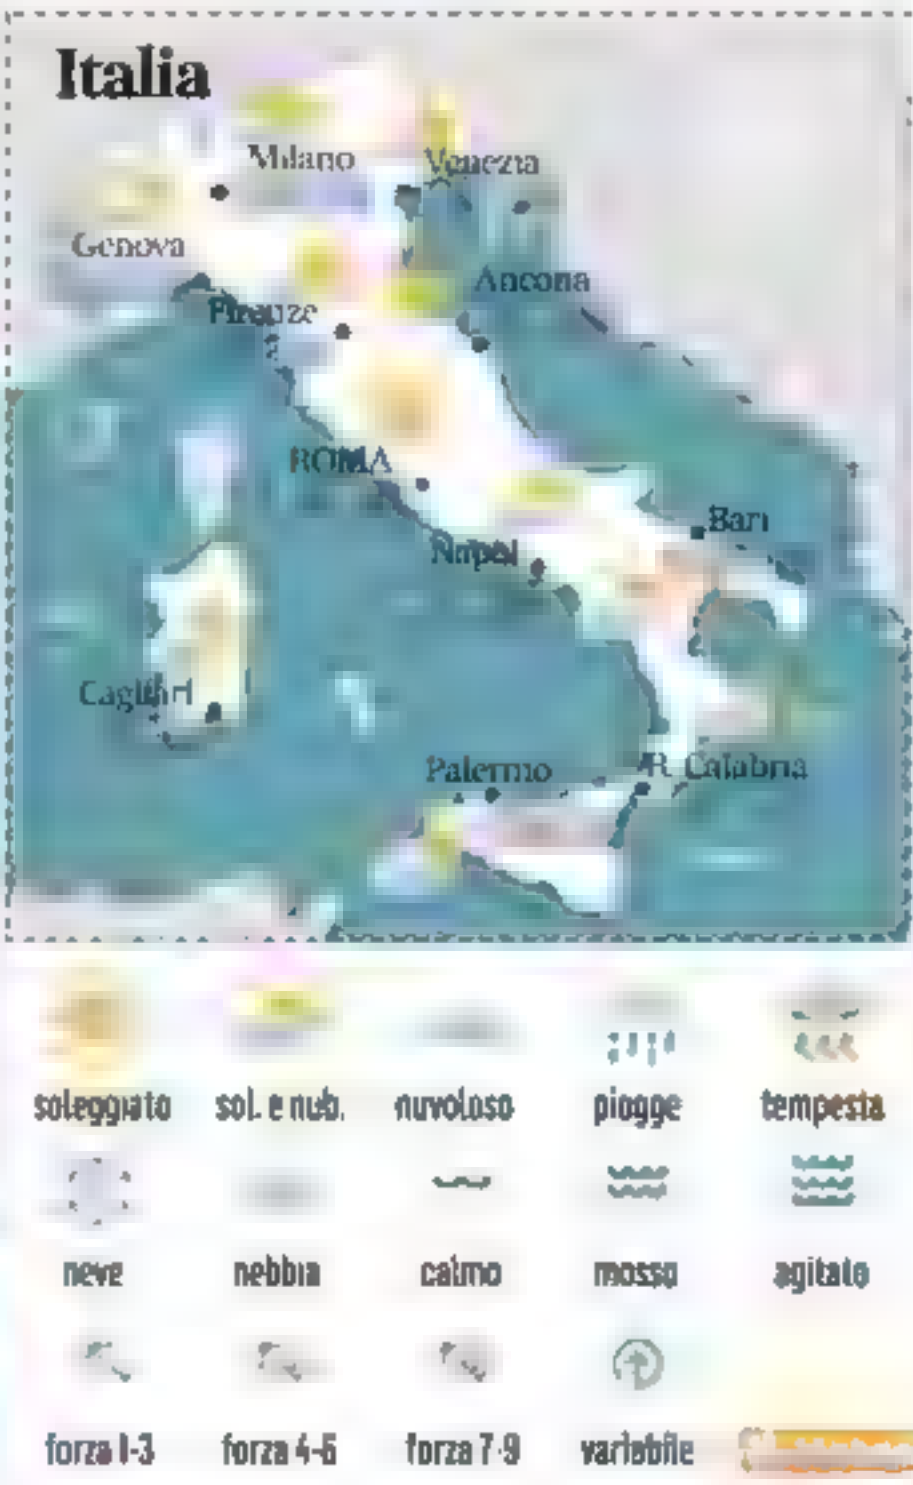 Italia
Milano
Venezia
Genova
Ancona
Firenze
ROMA
Bari
Napoli
Cagliari
Palermo
R. Calabria
soleggiato sol. e nub. nuvoloso piogge tempesta
neve nebbia calmo mosso agitato
forza 1-3 forza 4-6 forza 7-9 variabile